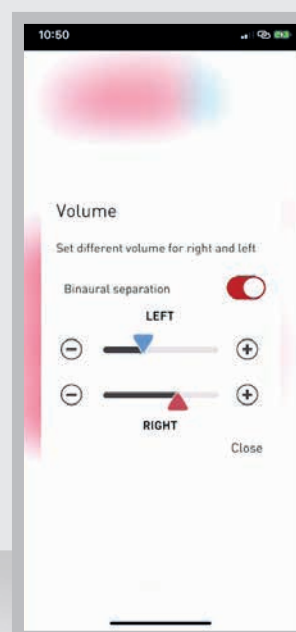 10:50
Volume
Set different volume for right and left
Binaural separation
LEFT
RIGHT
Close